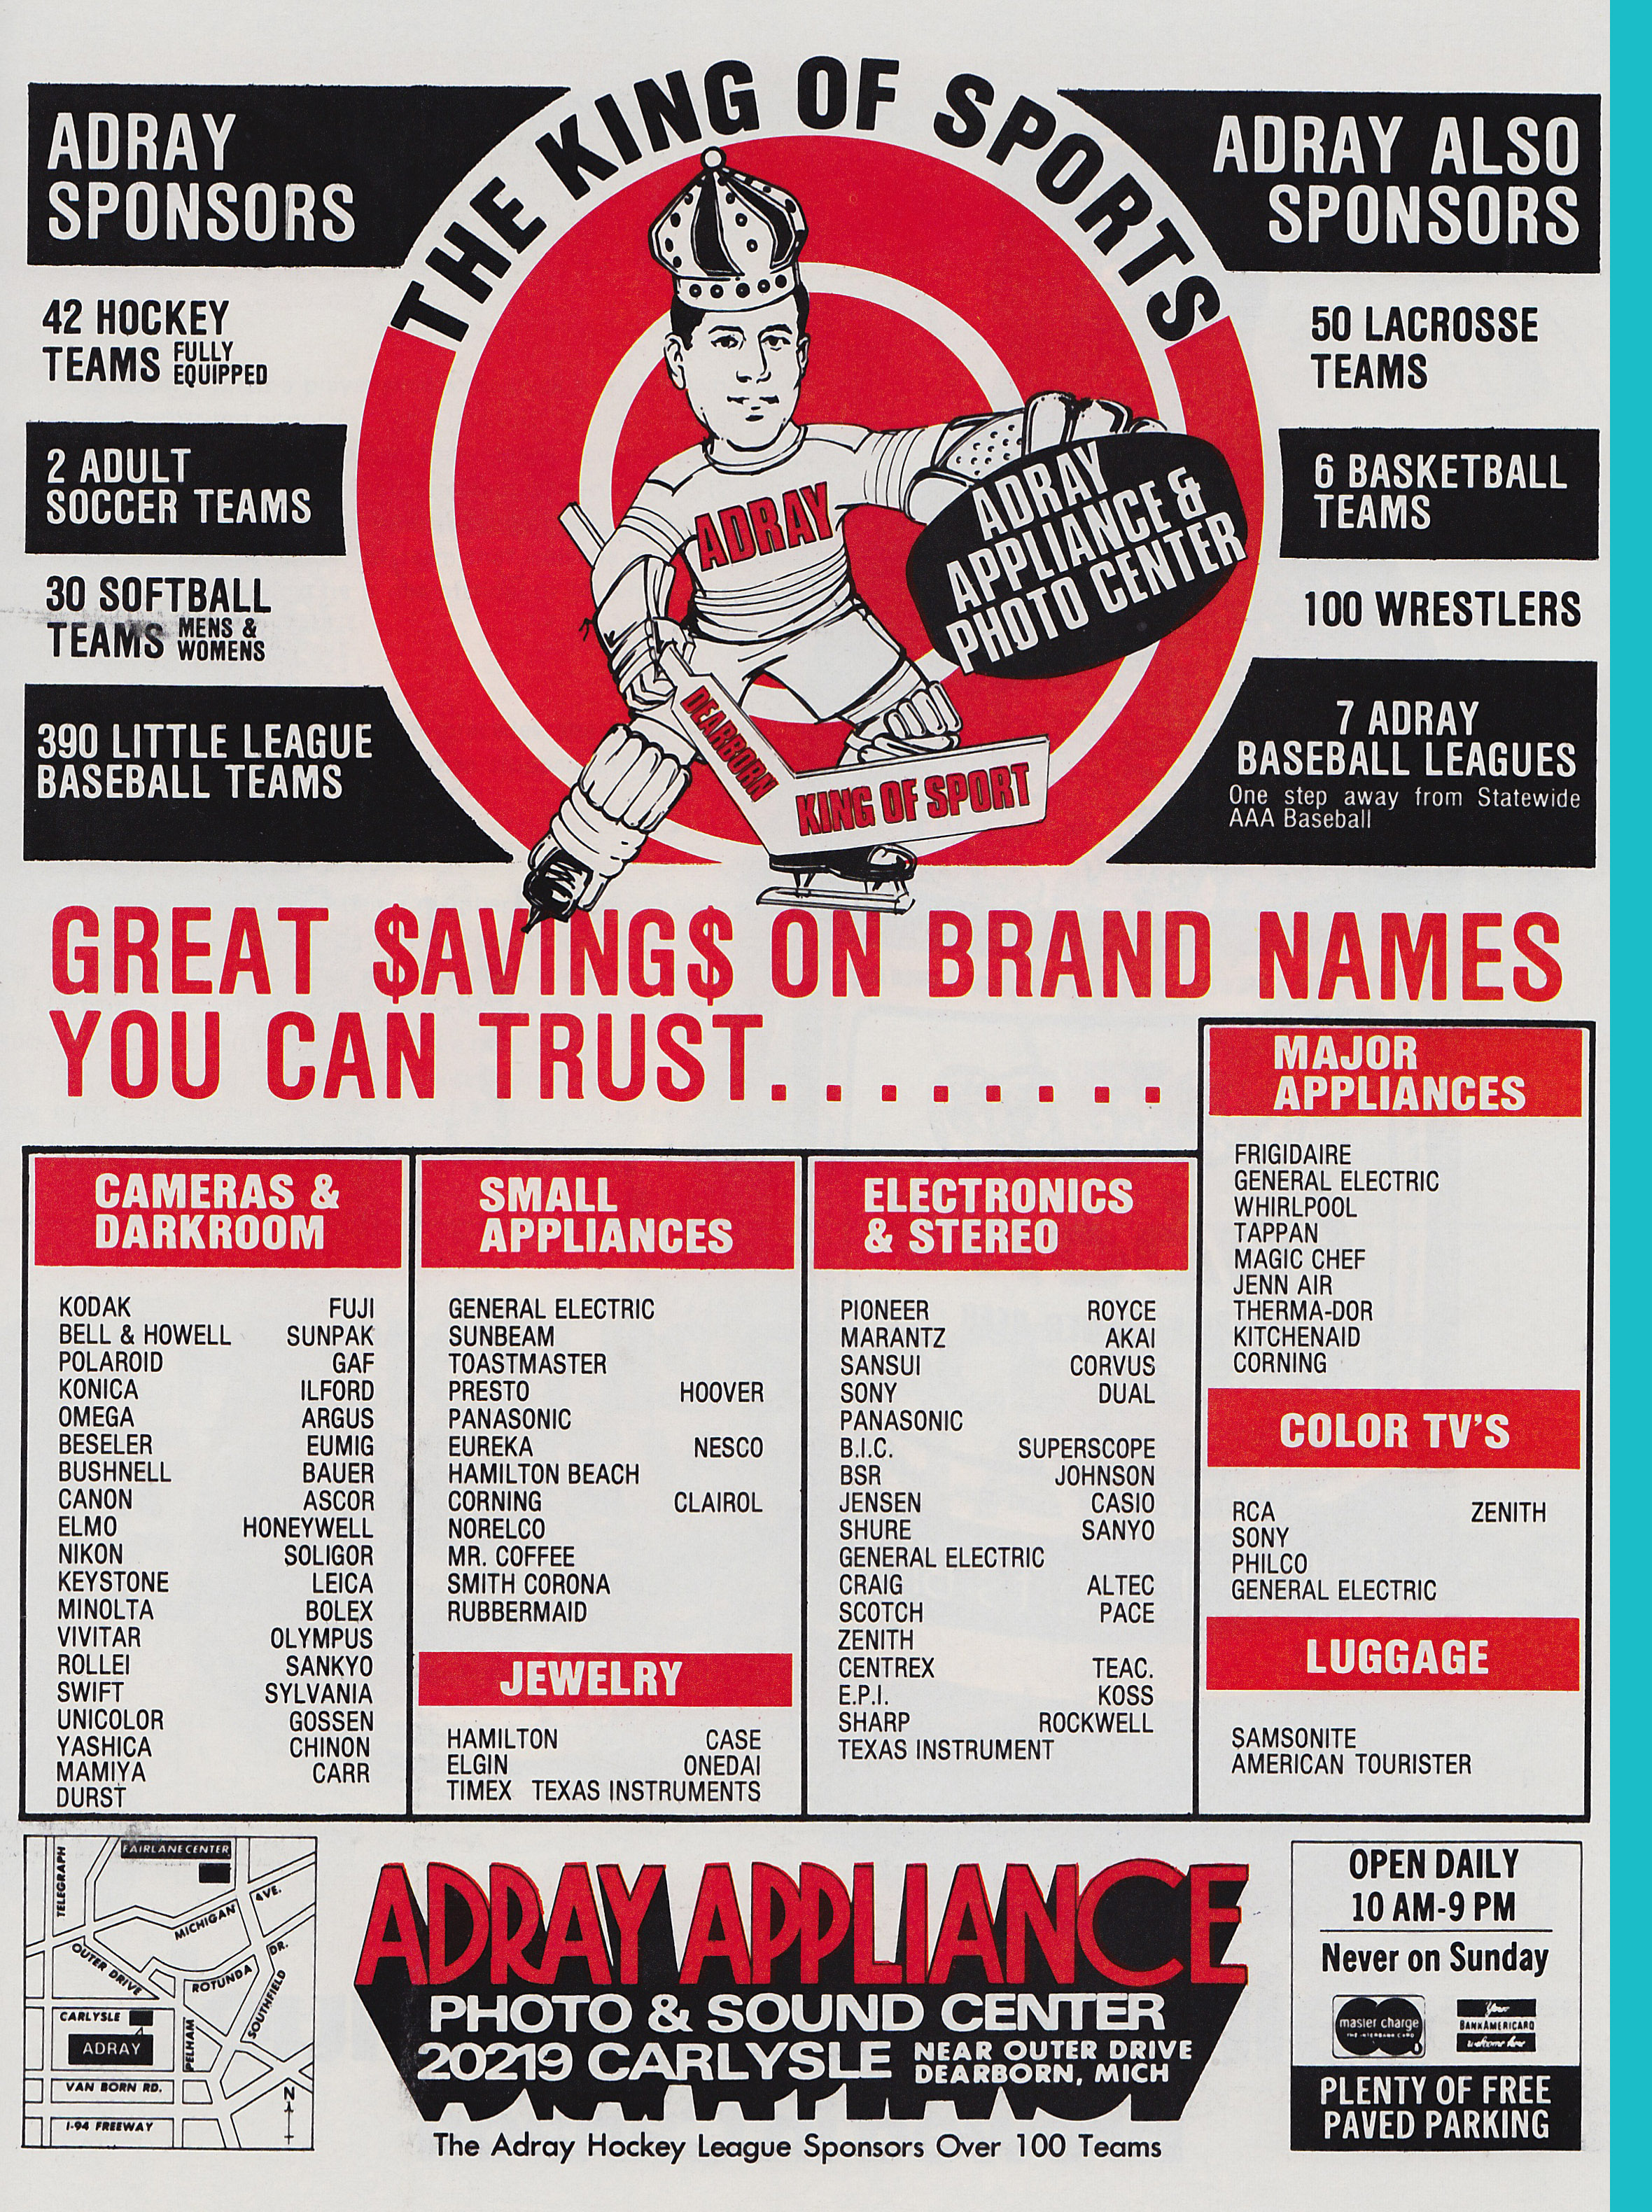 THE KING OF SPORTS
ADRAY
SPONSORS
42 HOCKEY
TEAMS FULLY
EQUIPPED
2 ADULT
SOCCER TEAMS
30 SOFTBALL
TEAMS MENS &
WOMENS
390 LITTLE LEAGUE
BASEBALL TEAMS
ADRAY
ADRAY
APPLIANCE &
PHOTO CENTER
DEARBORN
KING OF SPORT
ADRAY ALSO
SPONSORS
50 LACROSSE
TEAMS
6 BASKETBALL
TEAMS
100 WRESTLERS
7 ADRAY
BASEBALL LEAGUES
One step away from Statewide
AAA Baseball
GREAT $AVING$ ON BRAND NAMES
YOU CAN TRUST. . . . . . . .
CAMERAS &
DARKROOM
KODAK FUJI
BELL & HOWELL SUNPAK
POLAROID GAF
KONICA ILFORD
OMEGA ARGUS
BESELER EUMIG
BUSHNELL BAUER
CANON ASCOR
ELMO HONEYWELL
NIKON SOLIGOR
KEYSTONE LEICA
MINOLTA BOLEX
VIVITAR OLYMPUS
ROLLEI SANKYO
SWIFT SYLVANIA
UNICOLOR GOSSEN
YASHICA CHINON
MAMIYA CARR
DURST
SMALL
APPLIANCES
GENERAL ELECTRIC
SUNBEAM
TOASTMASTER
PRESTO HOOVER
PANASONIC
EUREKA NESCO
HAMILTON BEACH
CORNING CLAIROL
NORELCO
MR. COFFEE
SMITH CORONA
RUBBERMAID
JEWELRY
HAMILTON CASE
ELGIN ONEDAI
TIMEX TEXAS INSTRUMENTS
ELECTRONICS
& STEREO
PIONEER ROYCE
MARANTZ AKAI
SANSUI CORVUS
SONY DUAL
PANASONIC
B.I.C. SUPERSCOPE
BSR JOHNSON
JENSEN CASIO
SHURE SANYO
GENERAL ELECTRIC
CRAIG ALTEC
SCOTCH PACE
ZENITH
CENTREX TEAC.
E.P.I. KOSS
SHARP ROCKWELL
TEXAS INSTRUMENT
MAJOR
APPLIANCES
FRIGIDAIRE
GENERAL ELECTRIC
WHIRLPOOL
TAPPAN
MAGIC CHEF
JENN AIR
THERMA-DOR
KITCHENAID
CORNING
COLOR TV'S
RCA ZENITH
SONY
PHILCO
GENERAL ELECTRIC
LUGGAGE
SAMSONITE
AMERICAN TOURISTER
FAIRLANE CENTER
TELEGRAPH
MICHIGAN AVE.
OUTER DRIVE
ROTUNDA DR.
SOUTHFIELD
CARLYSLE
ADRAY
PELHAM
VAN BORN RD.
N
I-94 FREEWAY
ADRAY APPLIANCE
PHOTO & SOUND CENTER
20219 CARLYSLE NEAR OUTER DRIVE
DEARBORN, MICH
The Adray Hockey League Sponsors Over 100 Teams
OPEN DAILY
10 AM-9 PM
Never on Sunday
master charge
THE INTERBANK CARD
Your
BANKAMERICARD
welcome here
PLENTY OF FREE
PAVED PARKING